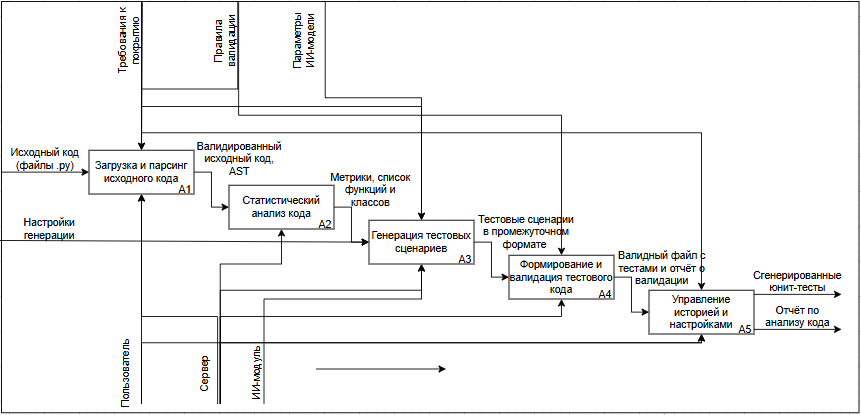 Требования к
покрытию
Правила
валидации
Параметры
ИИ-модели
Исходный код
(файлы .py)
Загрузка и парсинг
исходного кода
A1
Валидированный
исходный код,
AST
Статистический
анализ кода
A2
Метрики, список
функций и
классов
Настройки
генерации
Генерация тестовых
сценариев
A3
Тестовые сценарии
в промежуточном
формате
Формирование и
валидация тестового
кода
A4
Валидный файл с
тестами и отчёт о
валидации
Управление
историей и
настройками
A5
Сгенерированные
юнит-тесты
Отчёт по
анализу кода
Пользователь
Сервер
ИИ-модуль